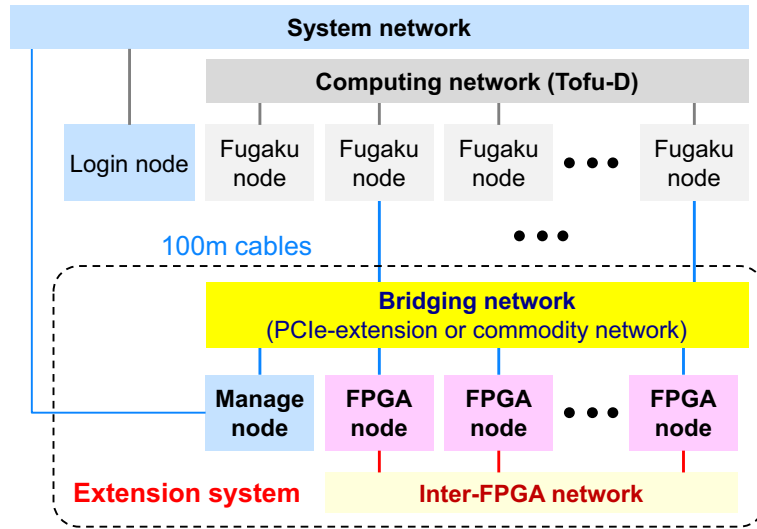 System network
Computing network (Tofu-D)
Login node
Fugaku
node
Fugaku
node
Fugaku
node
Fugaku
node
100m cables
Bridging network
(PCIe-extension or commodity network)
Manage
node
FPGA
node
FPGA
node
FPGA
node
Extension system
Inter-FPGA network